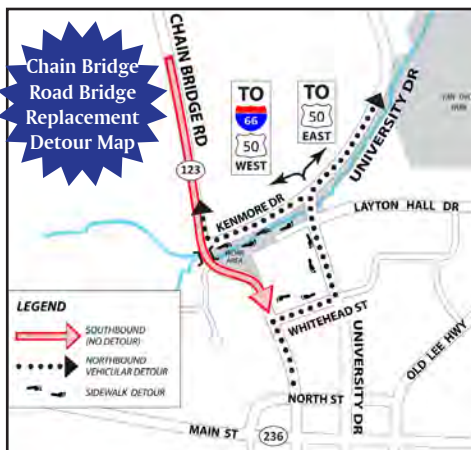 Chain Bridge
Road Bridge
Replacement
Detour Map
CHAIN BRIDGE RD
123
TO
66
50
WEST
TO
50
EAST
UNIVERSITY DR
KENMORE DR
LAYTON HALL DR
WORK
AREA
WHITEHEAD ST
UNIVERSITY DR
OLD LEE HWY
NORTH ST
MAIN ST
236
LEGEND
SOUTHBOUND
(NO DETOUR)
NORTHBOUND
VEHICULAR DETOUR
SIDEWALK DETOUR